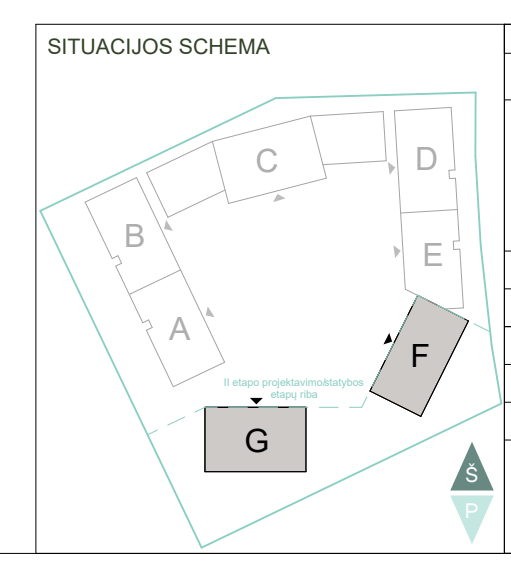 SITUACIJOS SCHEMA
C
D
B
E
A
F
II etapo projektavimo/statybos
etapų riba
G
Š
P